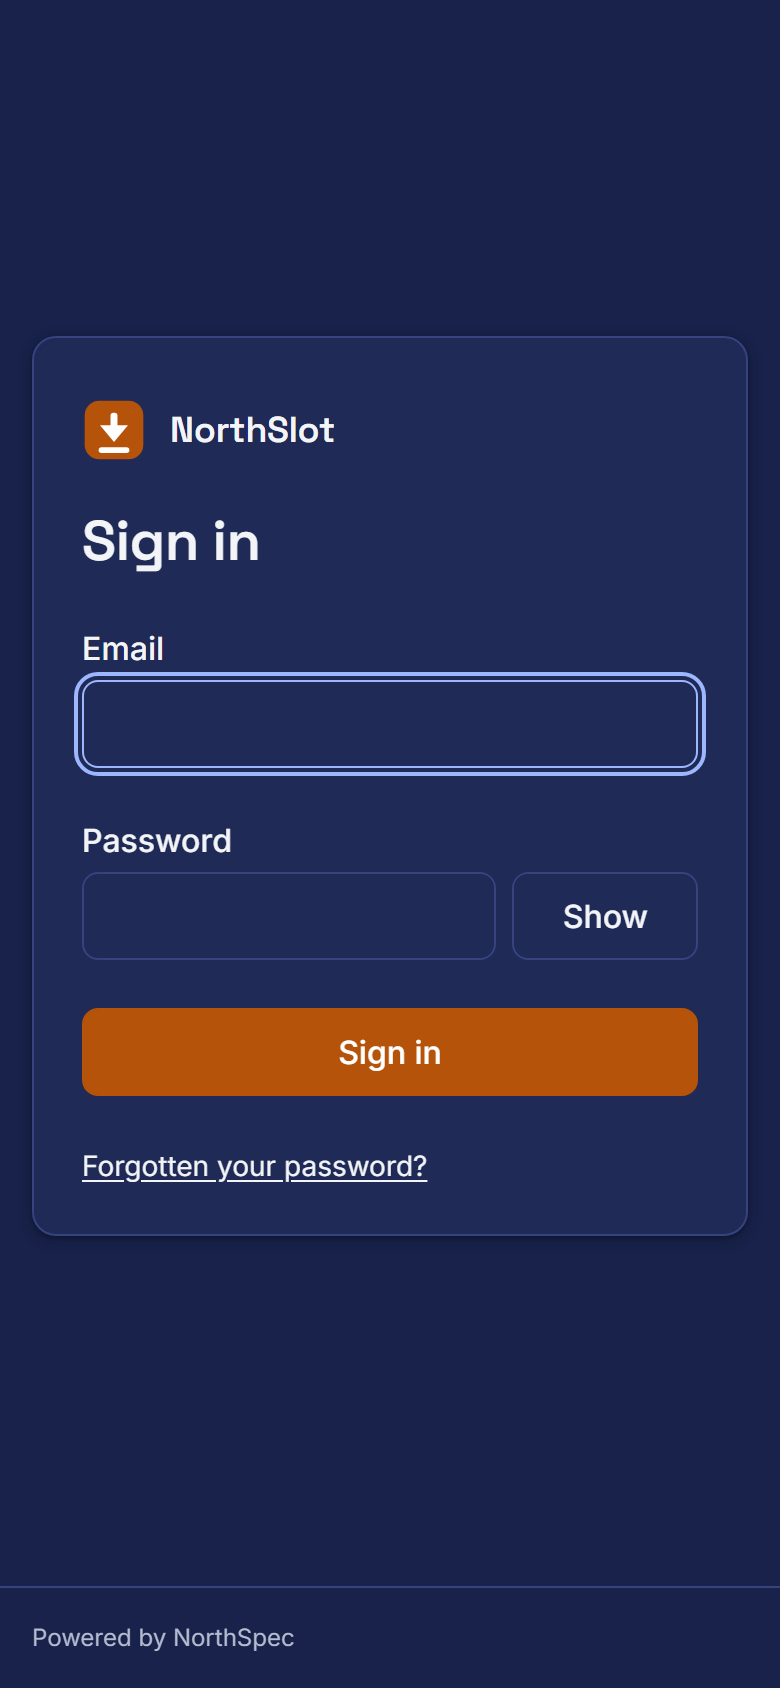 NorthSlot
Sign in
Email
Password
Show
Sign in
Forgotten your password?
Powered by NorthSpec